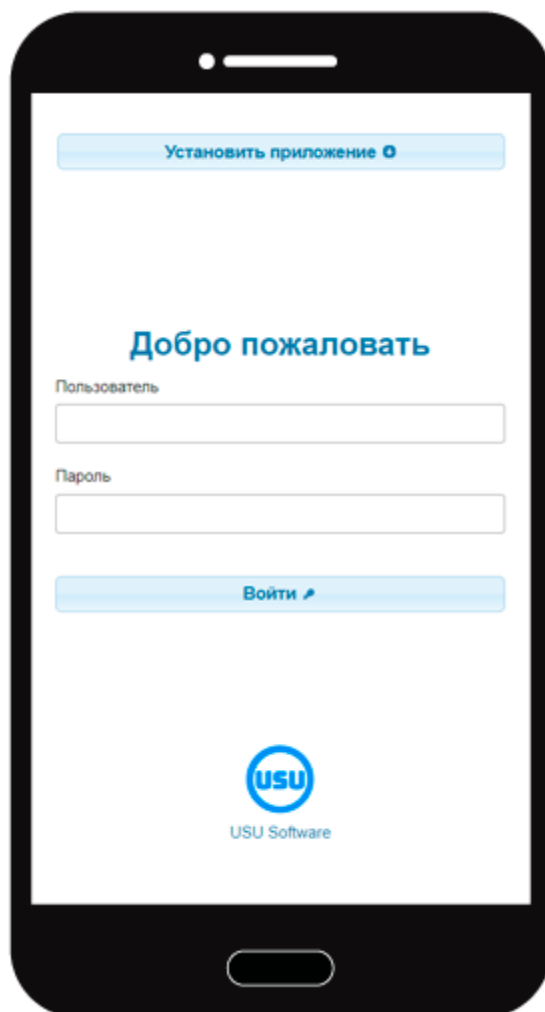 Установить приложение
Добро пожаловать
Пользователь
Пароль
Войти
USU
USU Software